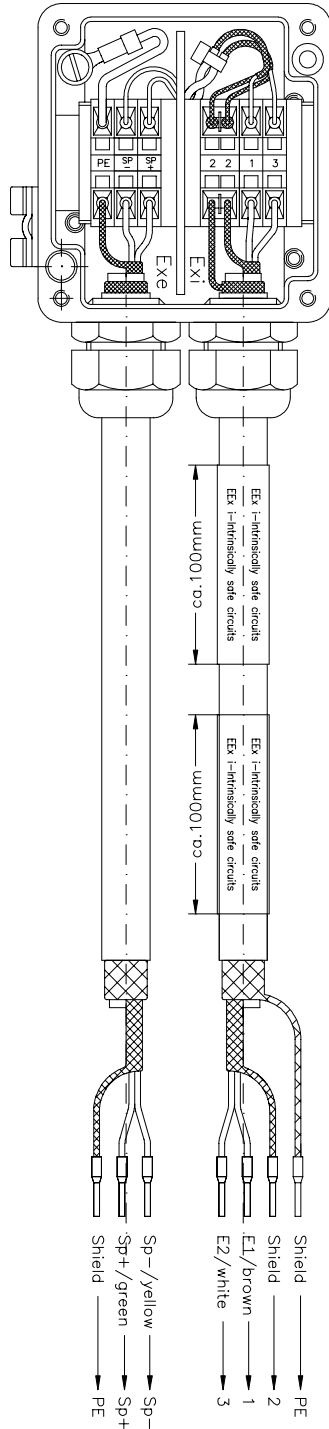 PE
SP
-
SP
+
2
2
1
3
Exe
Exi
EEx i-Intrinsically safe circuits
EEx i-Intrinsically safe circuits
ca.100mm
EEx i-Intrinsically safe circuits
EEx i-Intrinsically safe circuits
ca.100mm
Shield PE
Shield 2
E1/brown 1
E2/white 3
Sp-/yellow Sp-
Sp+/green Sp+
Shield PE